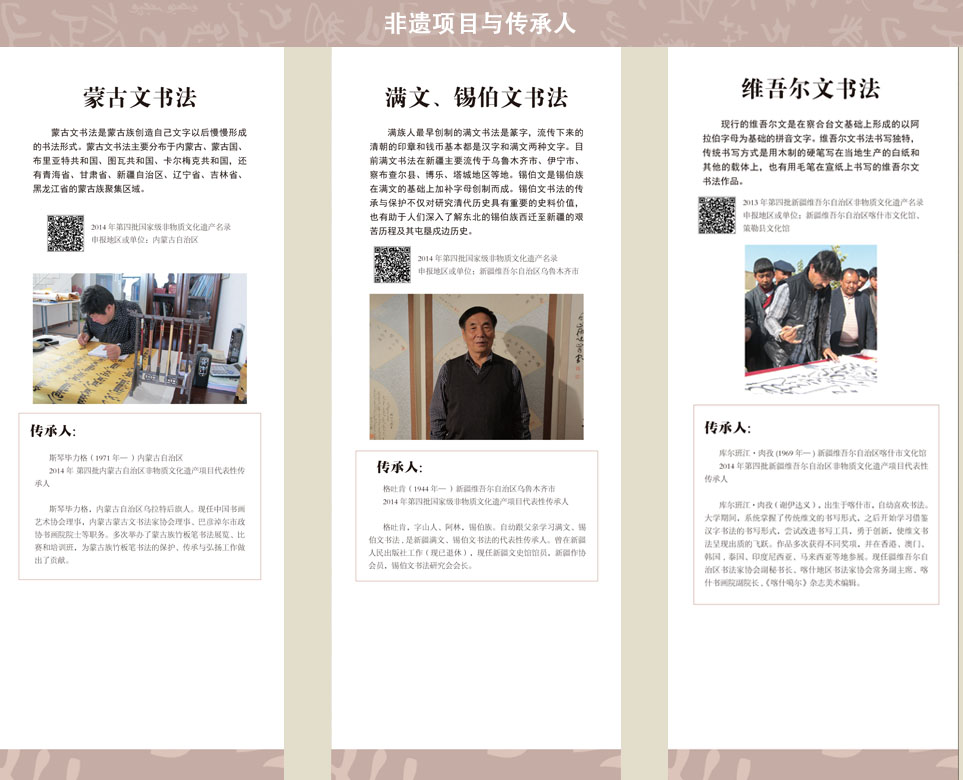 非遗项目与传承人
蒙古文书法
蒙古文书法是蒙古族创造自己文字以后慢慢形成
的书法形式。蒙古文书法主要分布于内蒙古、蒙古国、
布里亚特共和国、图瓦共和国、卡尔梅克共和国，还
有青海省、甘肃省、新疆自治区、辽宁省、吉林省、
黑龙江省的蒙古族聚集区域。
2014 年第四批国家级非物质文化遗产名录
申报地区或单位：内蒙古自治区
传承人:
斯琴毕力格（1971 年— ）内蒙古自治区
2014 年 第四批内蒙古自治区非物质文化遗产项目代表性传
承人
斯琴毕力格，内蒙古自治区乌拉特后旗人。现任中国书画
艺术协会理事，内蒙古蒙古文书法家协会理事、巴彦淖尔市政
协书画院院士等职务。多次举办了蒙古族竹板笔书法展览、比
赛和培训班，为蒙古族竹板笔书法的保护、传承与弘扬工作做
出了贡献。
满文、锡伯文书法
满族人最早创制的满文书法是篆字，流传下来的
清朝的印章和钱币基本都是汉字和满文两种文字。目
前满文书法在新疆主要流传于乌鲁木齐市、伊宁市、
察布查尔县、博乐、塔城地区等地。锡伯文是锡伯族
在满文的基础上加补字母创制而成。锡伯文书法的传
承与保护不仅对研究清代历史具有重要的史料价值，
也有助于人们深入了解东北的锡伯族西迁至新疆的艰
苦历程及其屯垦戍边历史。
2014 年第四批国家级非物质文化遗产名录
申报地区或单位：新疆维吾尔自治区乌鲁木齐市
传承人:
格吐肯（1944 年— ）新疆维吾尔自治区乌鲁木齐市
2014 年第四批国家级非物质文化遗产项目代表性传承人
格吐肯，字山人、阿林，锡伯族。自幼跟父亲学习满文、锡
伯文书法，是新疆满文、锡伯文书法的代表性传承人。曾在新疆
人民出版社工作（现已退休），现任新疆文史馆馆员，新疆作协
会员，锡伯文书法研究会会长。
维吾尔文书法
现行的维吾尔文是在察合台文基础上形成的以阿
拉伯字母为基础的拼音文字。维吾尔文书法书写独特，
传统书写方式是用木制的硬笔写在当地生产的白纸和
其他的载体上，也有用毛笔在宣纸上书写的维吾尔文
书法作品。
2013 年第四批新疆维吾尔自治区非物质文化遗产名录
申报地区或单位：新疆维吾尔自治区喀什市文化馆、
策勒县文化馆
传承人:
库尔班江·肉孜 (1969 年—) 新疆维吾尔自治区喀什市文化馆
2014 年第四批新疆维吾尔自治区非物质文化遗产项目代表性
传承人
库尔班江·肉孜（谢伊达义），出生于喀什市，自幼喜欢书法。
大学期间，系统掌握了传统维文的书写形式，之后开始学习借鉴
汉字书法的书写形式，尝试改进书写工具，勇于创新，使维文书
法呈现出质的飞跃。作品多次获得不同奖项，并在香港、澳门、
韩国、泰国、印度尼西亚、马来西亚等地参展。现任疆维吾尔自
治区书法家协会副秘书长、喀什地区书法家协会常务副主席、喀
什书画院副院长、《喀什噶尔》杂志美术编辑。